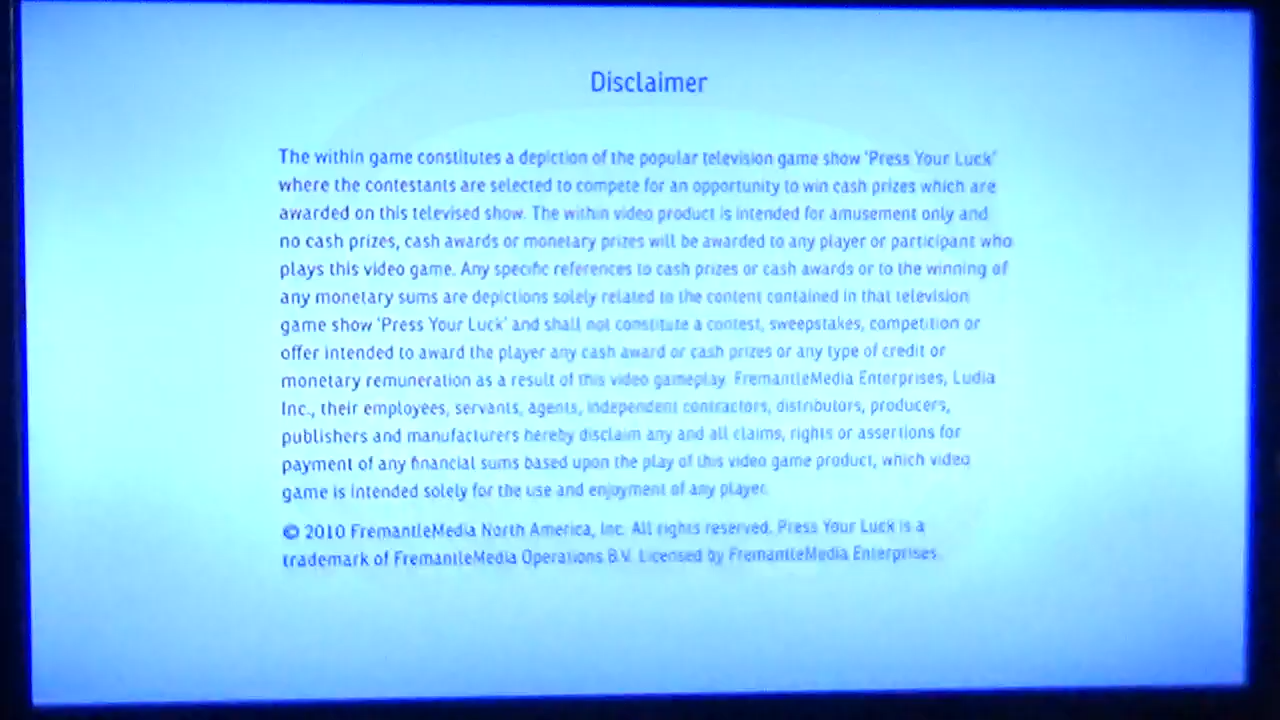 Disclaimer
The within game constitutes a depiction of the popular television game show 'Press Your Luck'
where the contestants are selected to compete for an opportunity to win cash prizes which are
awarded on this televised show. The within video product is intended for amusement only and
no cash prizes, cash awards or monetary prizes will be awarded to any player or participant who
plays this video game. Any specific references to cash prizes or cash awards or to the winning of
any monetary sums are depictions solely related to the content contained in that television
game show 'Press Your Luck' and shall not constitute a contest, sweepstakes, competition or
offer intended to award the player any cash award or cash prizes or any type of credit or
monetary remuneration as a result of this video gameplay. FremantleMedia Enterprises, Ludia
Inc., their employees, servants, agents, independent contractors, distributors, producers,
publishers and manufacturers hereby disclaim any and all claims, rights or assertions for
payment of any financial sums based upon the play of this video game product, which video
game is intended solely for the use and enjoyment of any player.
© 2010 FremantleMedia North America, Inc. All rights reserved. Press Your Luck is a
trademark of FremantleMedia Operations B.V. Licensed by FremantleMedia Enterprises.